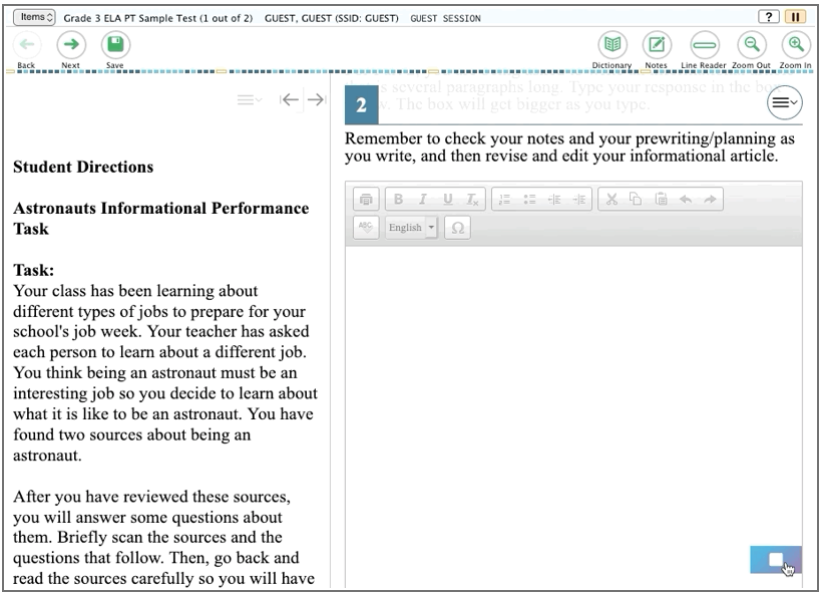 Items
Grade 3 ELA PT Sample Test (1 out of 2) GUEST, GUEST (SSID: GUEST) GUEST SESSION
?
Back Next Save
Dictionary Notes Line Reader Zoom Out Zoom In
Student Directions
Astronauts Informational Performance
Task
Task:
Your class has been learning about
different types of jobs to prepare for your
school's job week. Your teacher has asked
each person to learn about a different job.
You think being an astronaut must be an
interesting job so you decide to learn about
what it is like to be an astronaut. You have
found two sources about being an
astronaut.
After you have reviewed these sources,
you will answer some questions about
them. Briefly scan the sources and the
questions that follow. Then, go back and
read the sources carefully so you will have
2
several paragraphs long. Type your response in the
The box will get bigger as you type.
Remember to check your notes and your prewriting/planning as
you write, and then revise and edit your informational article.
B I U Tx
ABC English Ω